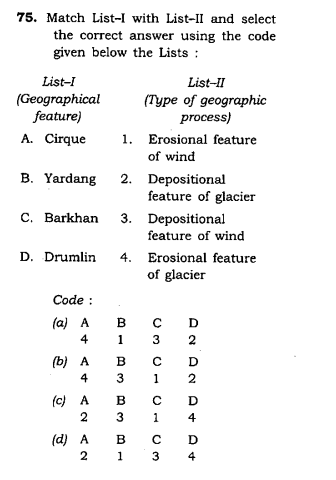 75. Match List–I with List–II and select
the correct answer using the code
given below the Lists :
List–I List–II
(Geographical (Type of geographic
feature) process)
A. Cirque 1. Erosional feature
of wind
B. Yardang 2. Depositional
feature of glacier
C. Barkhan 3. Depositional
feature of wind
D. Drumlin 4. Erosional feature
of glacier
Code :
(a) A B C D
4 1 3 2
(b) A B C D
4 3 1 2
(c) A B C D
2 3 1 4
(d) A B C D
2 1 3 4